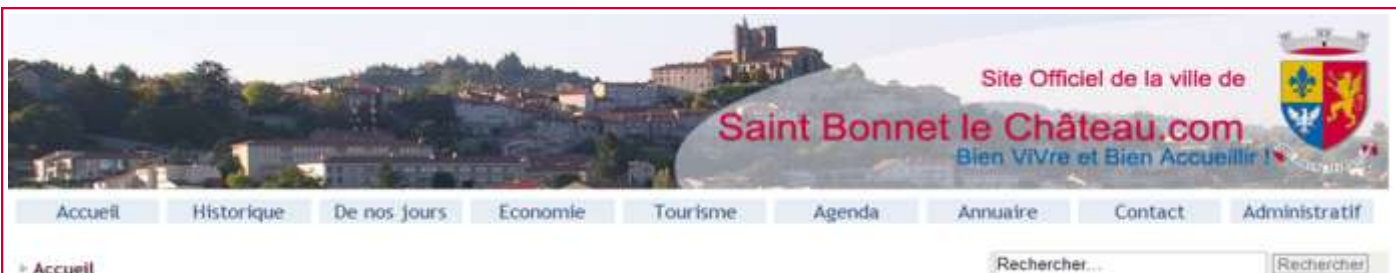 Site Officiel de la ville de
Saint Bonnet le Château.com
Bien ViVre et Bien Accueillir !
Accueil Historique De nos jours Economie Tourisme Agenda Annuaire Contact Administratif
Accueil
Rechercher... Rechercher